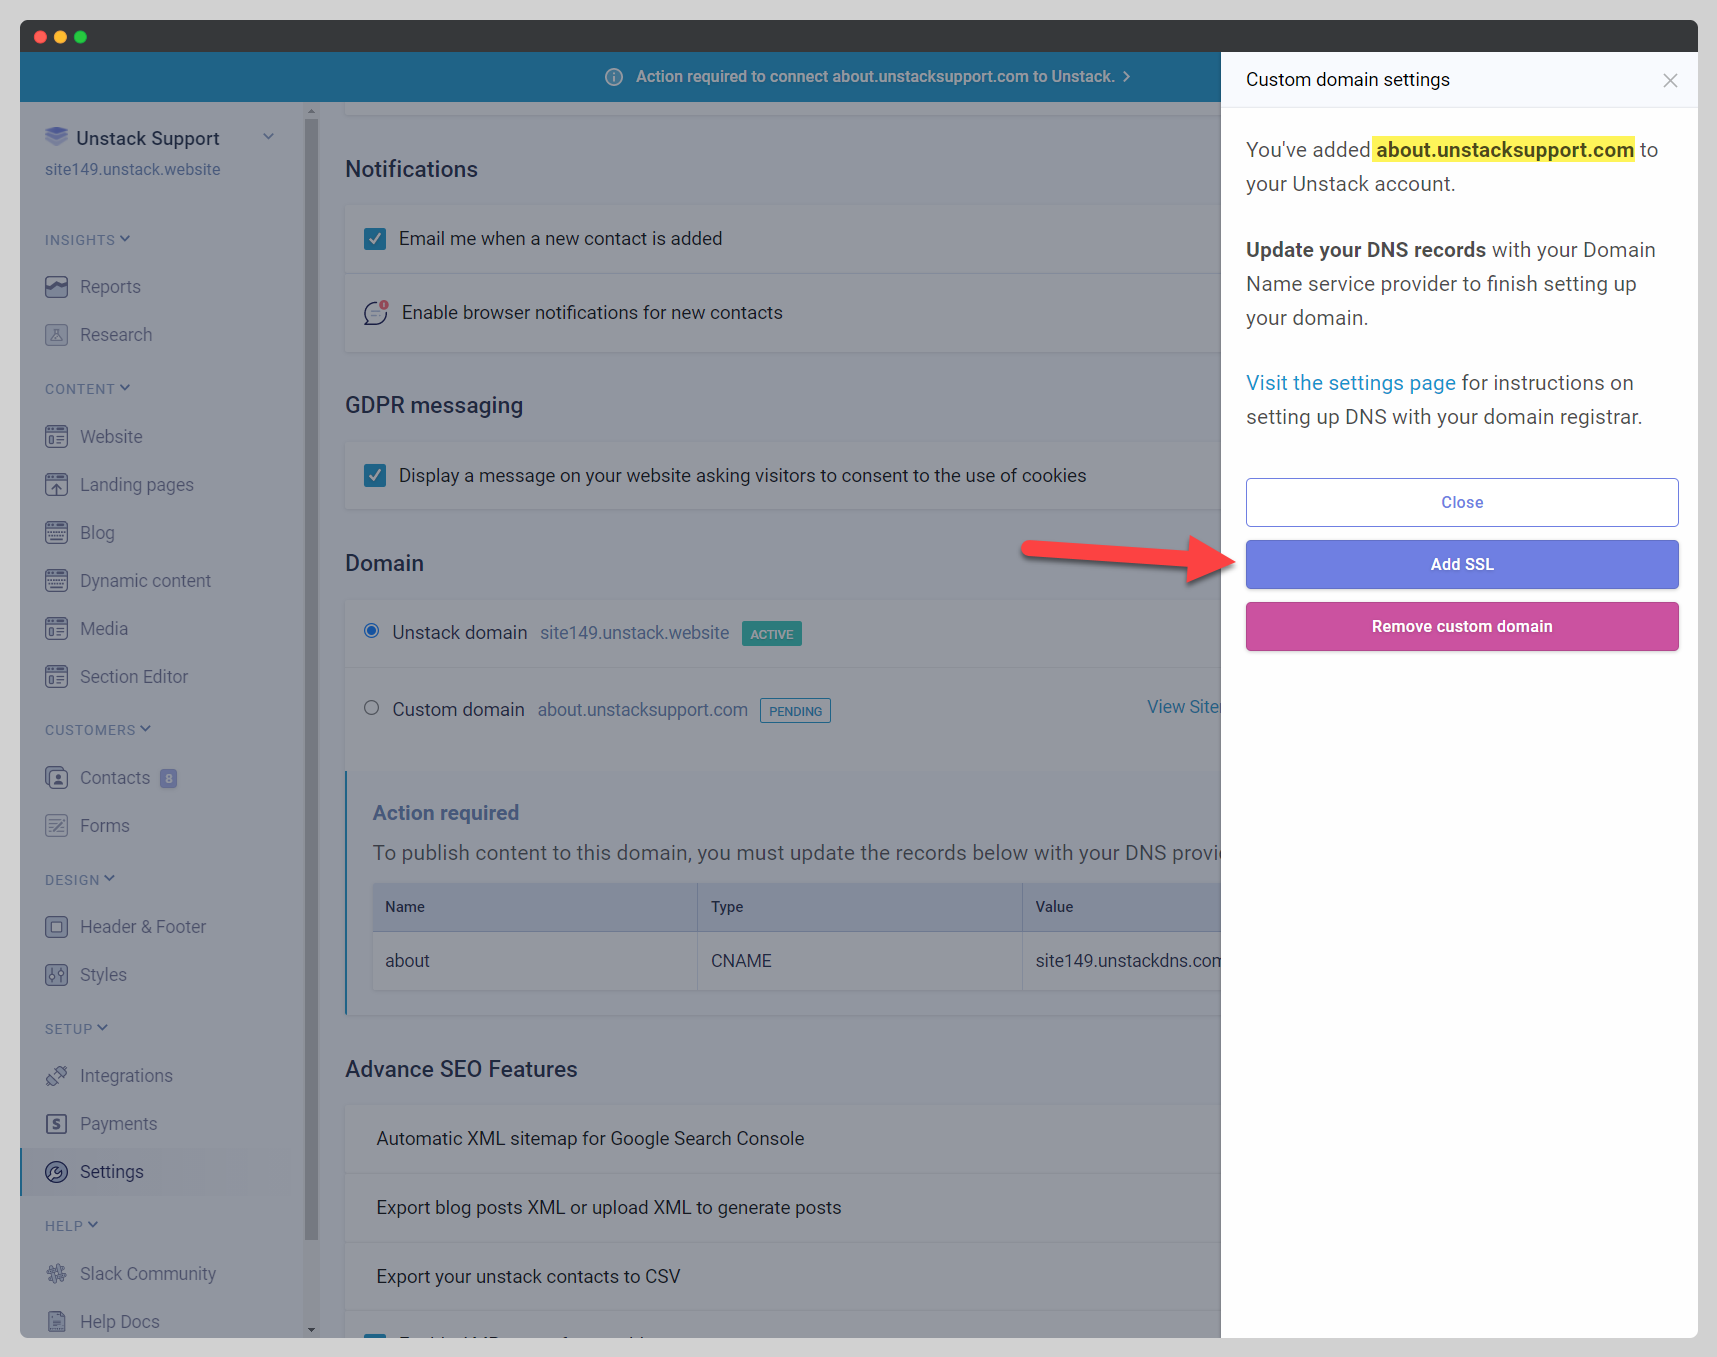 Action required to connect about.unstacksupport.com to Unstack.
Unstack Support
site149.unstack.website
INSIGHTS
Reports
Research
CONTENT
Website
Landing pages
Blog
Dynamic content
Media
Section Editor
CUSTOMERS
Contacts 8
Forms
DESIGN
Header & Footer
Styles
SETUP
Integrations
Payments
Settings
HELP
Slack Community
Help Docs
Notifications
Email me when a new contact is added
Enable browser notifications for new contacts
GDPR messaging
Display a message on your website asking visitors to consent to the use of cookies
Domain
Unstack domain site149.unstack.website ACTIVE
Custom domain about.unstacksupport.com PENDING View Site
Action required
To publish content to this domain, you must update the records below with your DNS provi
Name Type Value
about CNAME site149.unstackdns.com
Advance SEO Features
Automatic XML sitemap for Google Search Console
Export blog posts XML or upload XML to generate posts
Export your unstack contacts to CSV
Custom domain settings
You've added about.unstacksupport.com to
your Unstack account.
Update your DNS records with your Domain
Name service provider to finish setting up
your domain.
Visit the settings page for instructions on
setting up DNS with your domain registrar.
Close
Add SSL
Remove custom domain